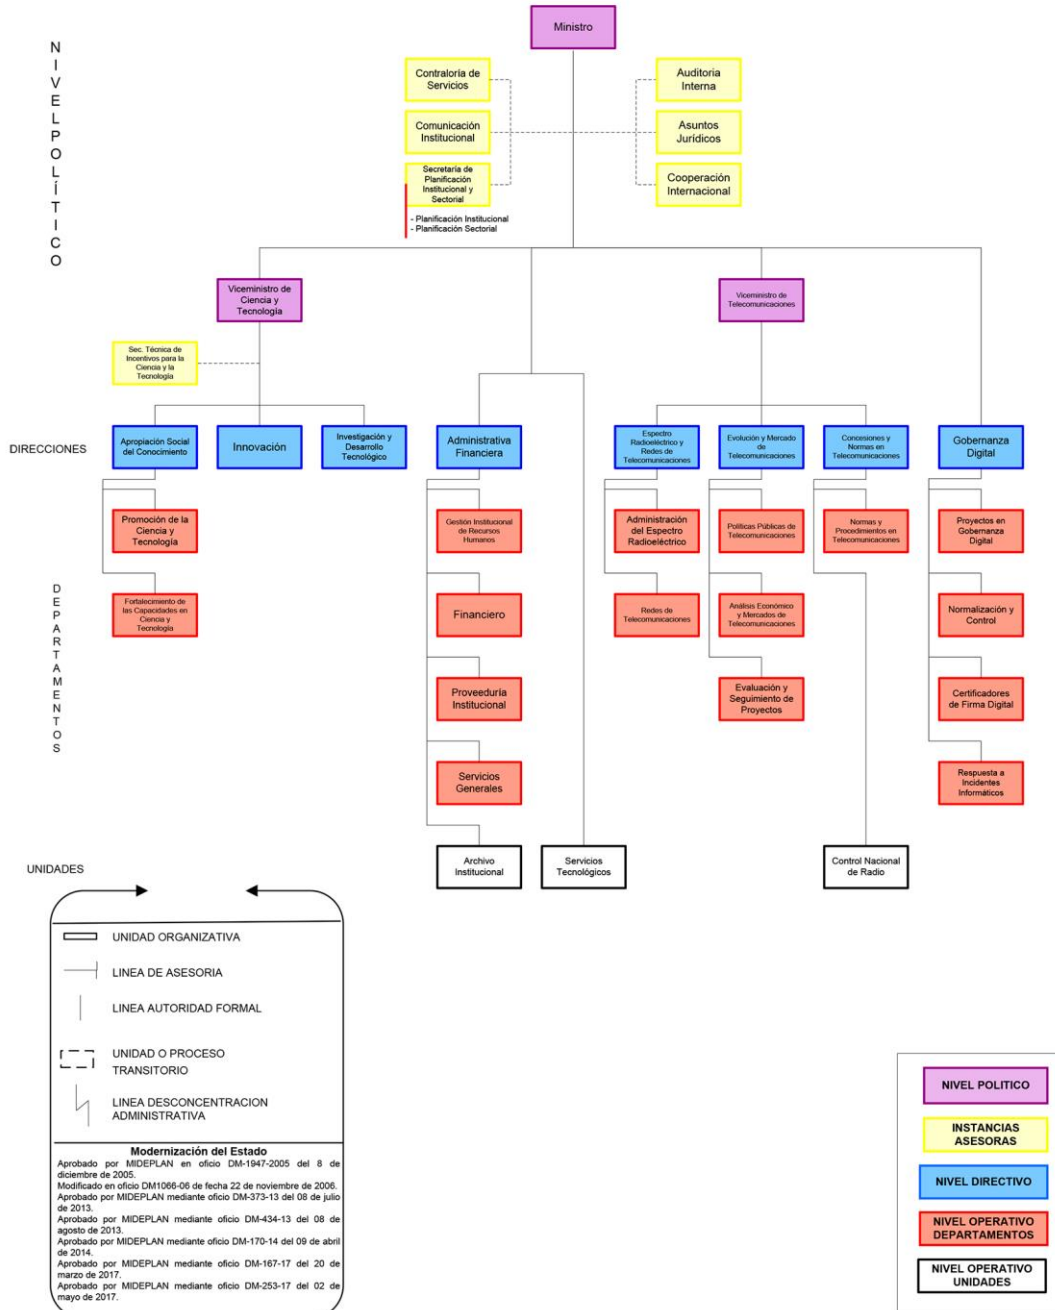 Ministro
NIVEL POLÍTICO
Contraloría de
Servicios
Auditoria
Interna
Comunicación
Institucional
Asuntos
Jurídicos
Secretaría de
Planificación
Institucional y
Sectorial
Cooperación
Internacional
- Planificación Institucional
- Planificación Sectorial
Viceministro de
Ciencia y
Tecnología
Viceministro de
Telecomunicaciones
Sec. Técnica de
Incentivos para la
Ciencia y la
Tecnología
DIRECCIONES
Apropiación Social
del Conocimiento
Innovación
Investigación y
Desarrollo
Tecnológico
Administrativa
Financiera
Espectro
Radioeléctrico y
Redes de
Telecomunicaciones
Evolución y Mercado
de
Telecomunicaciones
Concesiones y
Normas en
Telecomunicaciones
Gobernanza
Digital
DEPARTAMENTOS
Promoción de la
Ciencia y
Tecnología
Gestión Institucional
de Recursos
Humanos
Administración
del Espectro
Radioeléctrico
Políticas Públicas de
Telecomunicaciones
Normas y
Procedimientos en
Telecomunicaciones
Proyectos en
Gobernanza
Digital
Fortalecimiento de
las Capacidades en
Ciencia y
Tecnología
Financiero
Redes de
Telecomunicaciones
Análisis Económico
y Mercados de
Telecomunicaciones
Normalización y
Control
Proveeduría
Institucional
Evaluación y
Seguimiento de
Proyectos
Certificadores
de Firma Digital
Servicios
Generales
Respuesta a
Incidentes
Informáticos
UNIDADES
Archivo
Institucional
Servicios
Tecnológicos
Control Nacional
de Radio
UNIDAD ORGANIZATIVA
LINEA DE ASESORIA
LINEA AUTORIDAD FORMAL
UNIDAD O PROCESO
TRANSITORIO
LINEA DESCONCENTRACION
ADMINISTRATIVA
Modernización del Estado
Aprobado por MIDEPLAN en oficio DM-1947-2005 del 8 de
diciembre de 2005.
Modificado en oficio DM1066-06 de fecha 22 de noviembre de 2006.
Aprobado por MIDEPLAN mediante oficio DM-373-13 del 08 de julio
de 2013.
Aprobado por MIDEPLAN mediante oficio DM-434-13 del 08 de
agosto de 2013.
Aprobado por MIDEPLAN mediante oficio DM-170-14 del 09 de abril
de 2014.
Aprobado por MIDEPLAN mediante oficio DM-167-17 del 20 de
marzo de 2017.
Aprobado por MIDEPLAN mediante oficio DM-253-17 del 02 de
mayo de 2017.
NIVEL POLITICO
INSTANCIAS
ASESORAS
NIVEL DIRECTIVO
NIVEL OPERATIVO
DEPARTAMENTOS
NIVEL OPERATIVO
UNIDADES